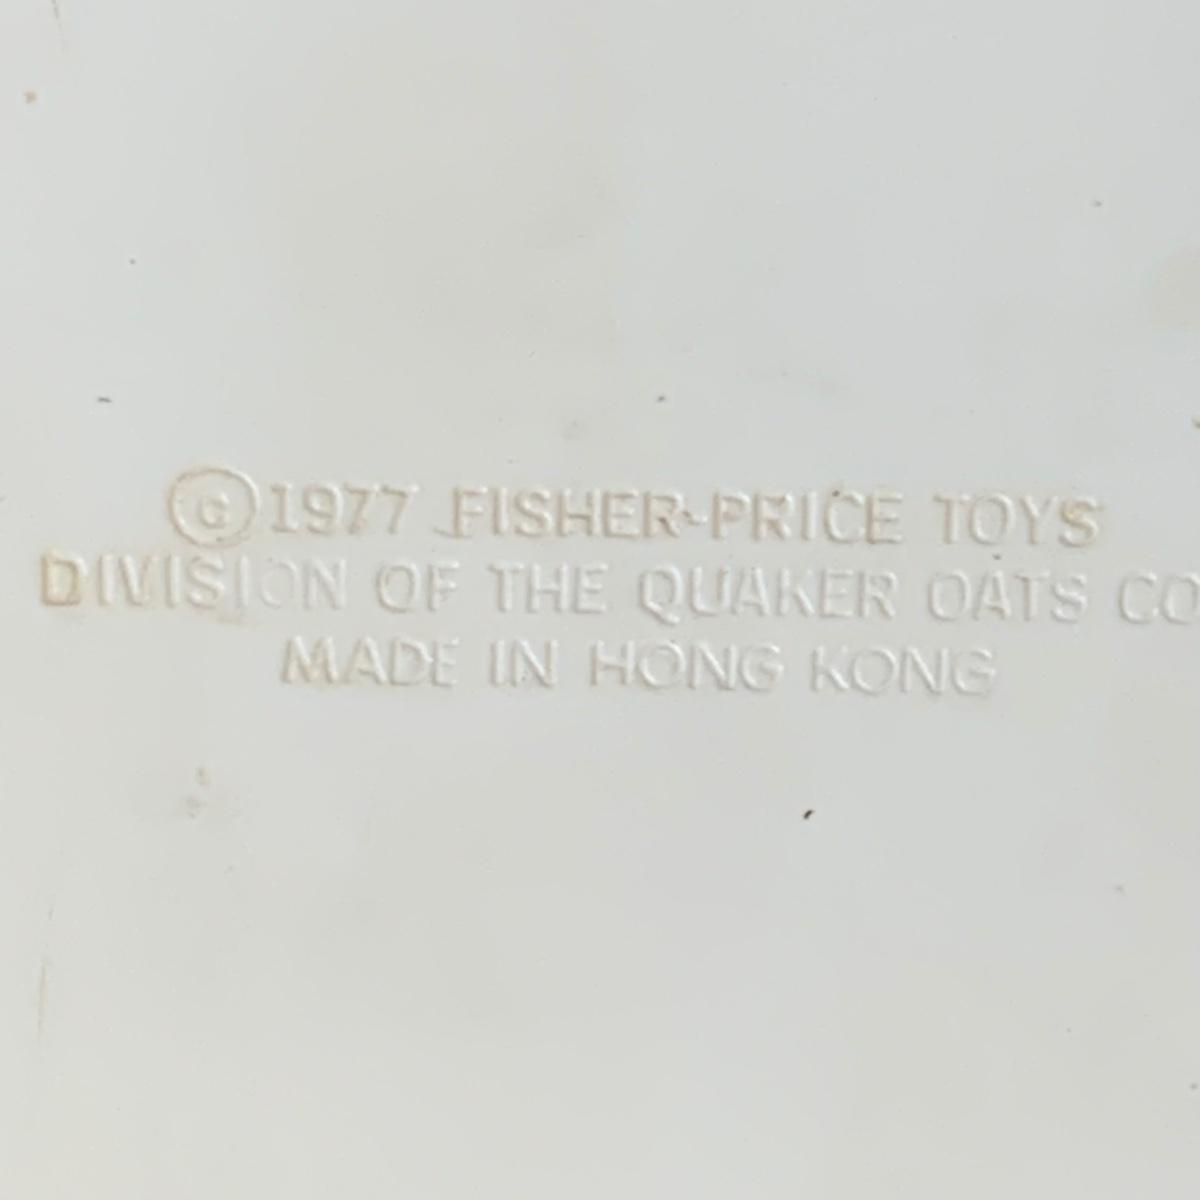 ©1977 FISHER-PRICE TOYS
DIVISION OF THE QUAKER OATS CO
MADE IN HONG KONG